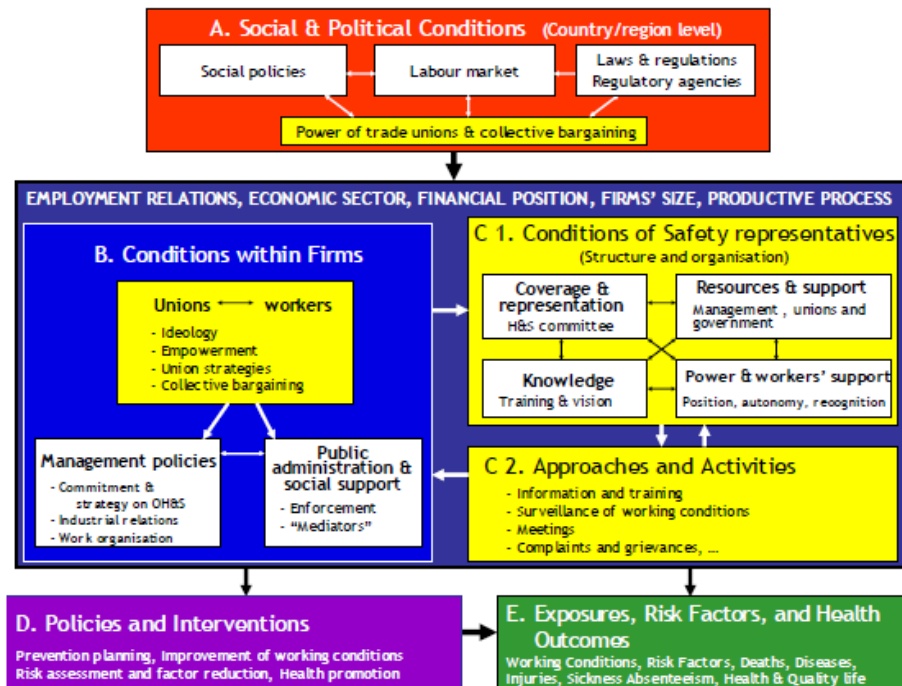 A. Social & Political Conditions (Country/region level)
Social policies
Labour market
Laws & regulations
Regulatory agencies
Power of trade unions & collective bargaining
EMPLOYMENT RELATIONS, ECONOMIC SECTOR, FINANCIAL POSITION, FIRMS' SIZE, PRODUCTIVE PROCESS
B. Conditions within Firms
Unions workers
- Ideology
- Empowerment
- Union strategies
- Collective bargaining
Management policies
- Commitment &
strategy on OH&S
- Industrial relations
- Work organisation
Public
administration &
social support
- Enforcement
- "Mediators"
C 1. Conditions of Safety representatives
(Structure and organisation)
Coverage &
representation
H&S committee
Resources & support
Management , unions and
government
Knowledge
Training & vision
Power & workers' support
Position, autonomy, recognition
C 2. Approaches and Activities
- Information and training
- Surveillance of working conditions
- Meetings
- Complaints and grievances, ...
D. Policies and Interventions
Prevention planning, Improvement of working conditions
Risk assessment and factor reduction, Health promotion
E. Exposures, Risk Factors, and Health
Outcomes
Working Conditions, Risk Factors, Deaths, Diseases,
Injuries, Sickness Absenteeism, Health & Quality life